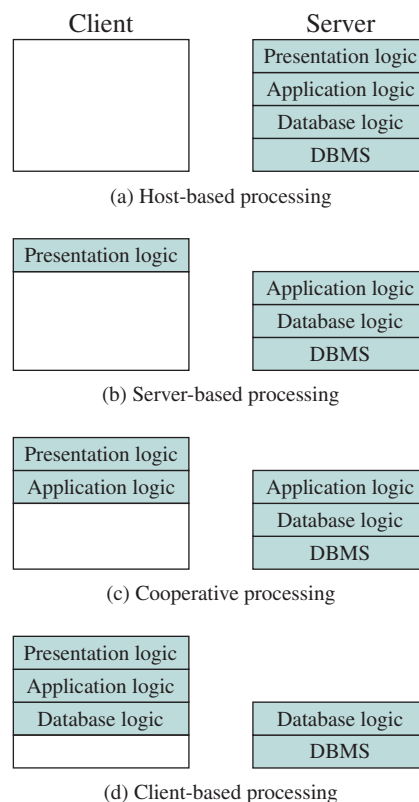 Client Server
Presentation logic
Application logic
Database logic
DBMS
(a) Host-based processing
Presentation logic
Application logic
Database logic
DBMS
(b) Server-based processing
Presentation logic
Application logic Application logic
Database logic
DBMS
(c) Cooperative processing
Presentation logic
Application logic
Database logic Database logic
DBMS
(d) Client-based processing